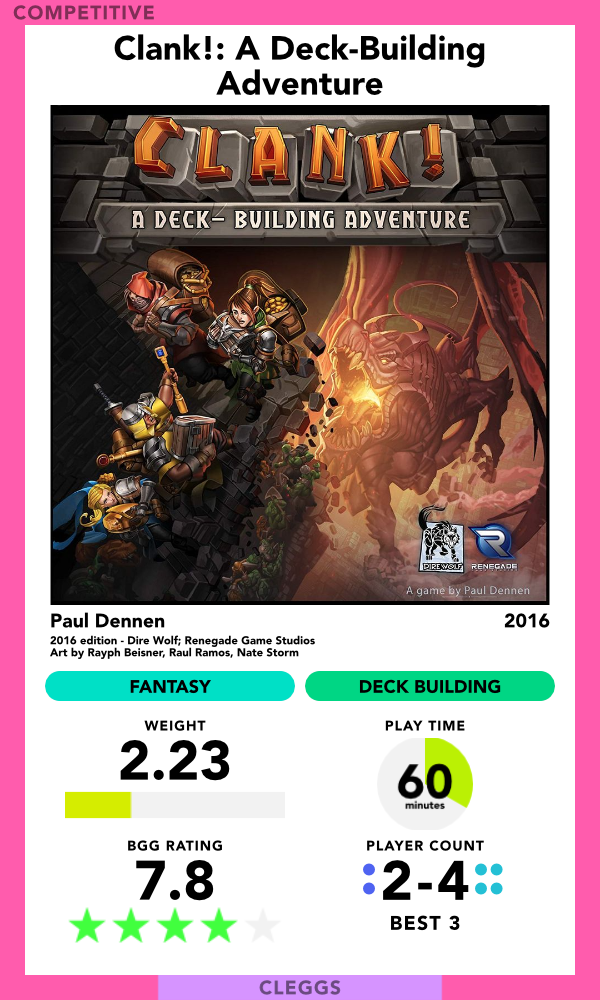 COMPETITIVE
Clank!: A Deck-Building
Adventure
CLANK!
A DECK- BUILDING ADVENTURE
DIRE WOLF
RENEGADE
A game by Paul Dennen
Paul Dennen 2016
2016 edition - Dire Wolf; Renegade Game Studios
Art by Rayph Beisner, Raul Ramos, Nate Storm
FANTASY DECK BUILDING
WEIGHT PLAY TIME
2.23 60
minutes
BGG RATING PLAYER COUNT
7.8 2-4
BEST 3
CLEGGS